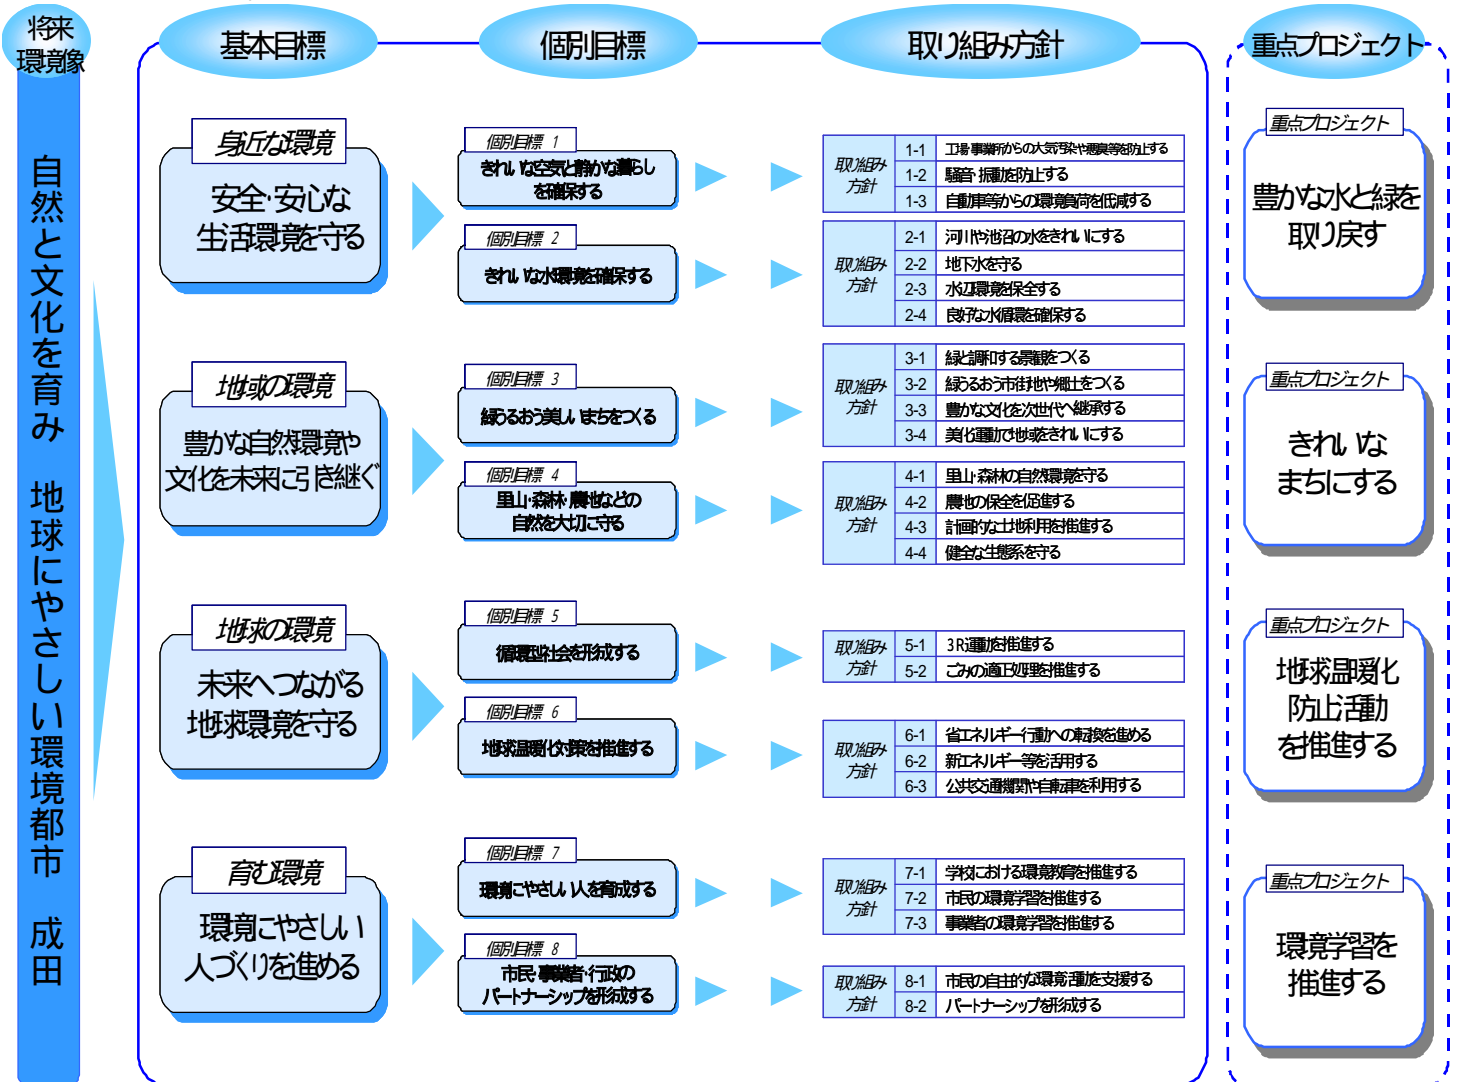 将来
環境像
基本目標
個別目標
取り組み方針
重点プロジェクト
自然と文化を育み　地球にやさしい環境都市　成田
身近な環境
安全・安心な
生活環境を守る
個別目標 1
きれいな空気と静かな暮らし
を確保する
取り組み
方針
1-1 工場・事業所からの大気汚染や悪臭等を防止する
1-2 騒音・振動を防止する
1-3 自動車等からの環境負荷を低減する
個別目標 2
きれいな水環境を確保する
取り組み
方針
2-1 河川や池沼の水をきれいにする
2-2 地下水を守る
2-3 水辺環境を保全する
2-4 良好な水循環を確保する
地域の環境
豊かな自然環境や
文化を未来に引き継ぐ
個別目標 3
緑うるおう美しいまちをつくる
取り組み
方針
3-1 緑と調和する景観をつくる
3-2 緑うるおう市街地や郷土をつくる
3-3 豊かな文化を次世代へ継承する
3-4 美化運動で地域をきれいにする
個別目標 4
里山・森林・農地などの
自然を大切に守る
取り組み
方針
4-1 里山・森林の自然環境を守る
4-2 農地の保全を促進する
4-3 計画的な土地利用を推進する
4-4 健全な生態系を守る
地球の環境
未来へつながる
地球環境を守る
個別目標 5
循環型社会を形成する
取り組み
方針
5-1 3R運動を推進する
5-2 ごみの適正処理を推進する
個別目標 6
地球温暖化対策を推進する
取り組み
方針
6-1 省エネルギー行動への転換を進める
6-2 新エネルギー等を活用する
6-3 公共交通機関や自転車を利用する
育む環境
環境にやさしい
人づくりを進める
個別目標 7
環境にやさしい人を育成する
取り組み
方針
7-1 学校における環境教育を推進する
7-2 市民の環境学習を推進する
7-3 事業者の環境学習を推進する
個別目標 8
市民・事業者・行政の
パートナーシップを形成する
取り組み
方針
8-1 市民の自主的な環境活動を支援する
8-2 パートナーシップを形成する
重点プロジェクト
豊かな水と緑を
取り戻す
重点プロジェクト
きれいな
まちにする
重点プロジェクト
地球温暖化
防止活動
を推進する
重点プロジェクト
環境学習を
推進する